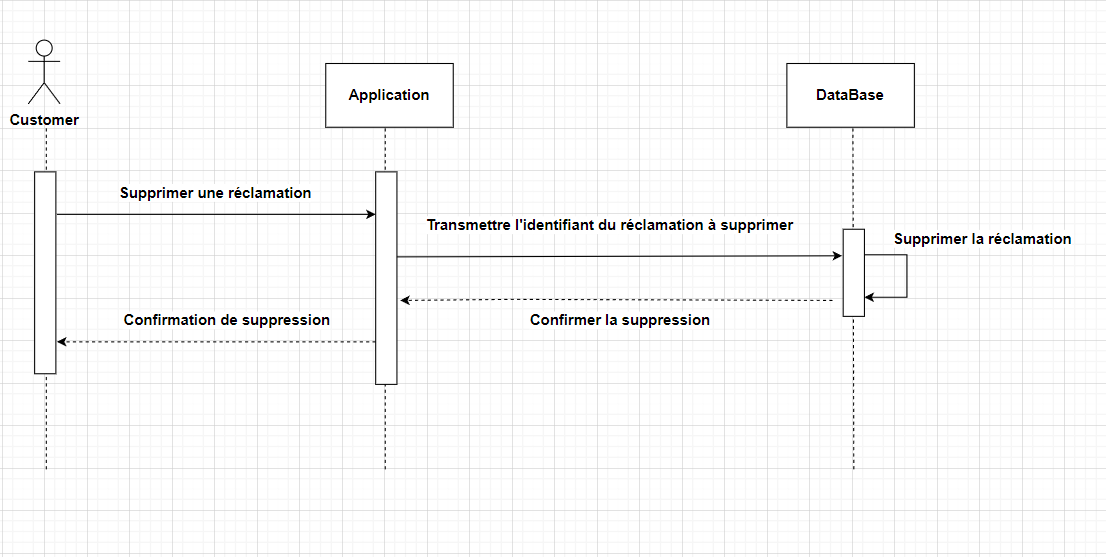 Customer
Application
DataBase
Supprimer une réclamation
Transmettre l'identifiant du réclamation à supprimer
Supprimer la réclamation
Confirmer la suppression
Confirmation de suppression